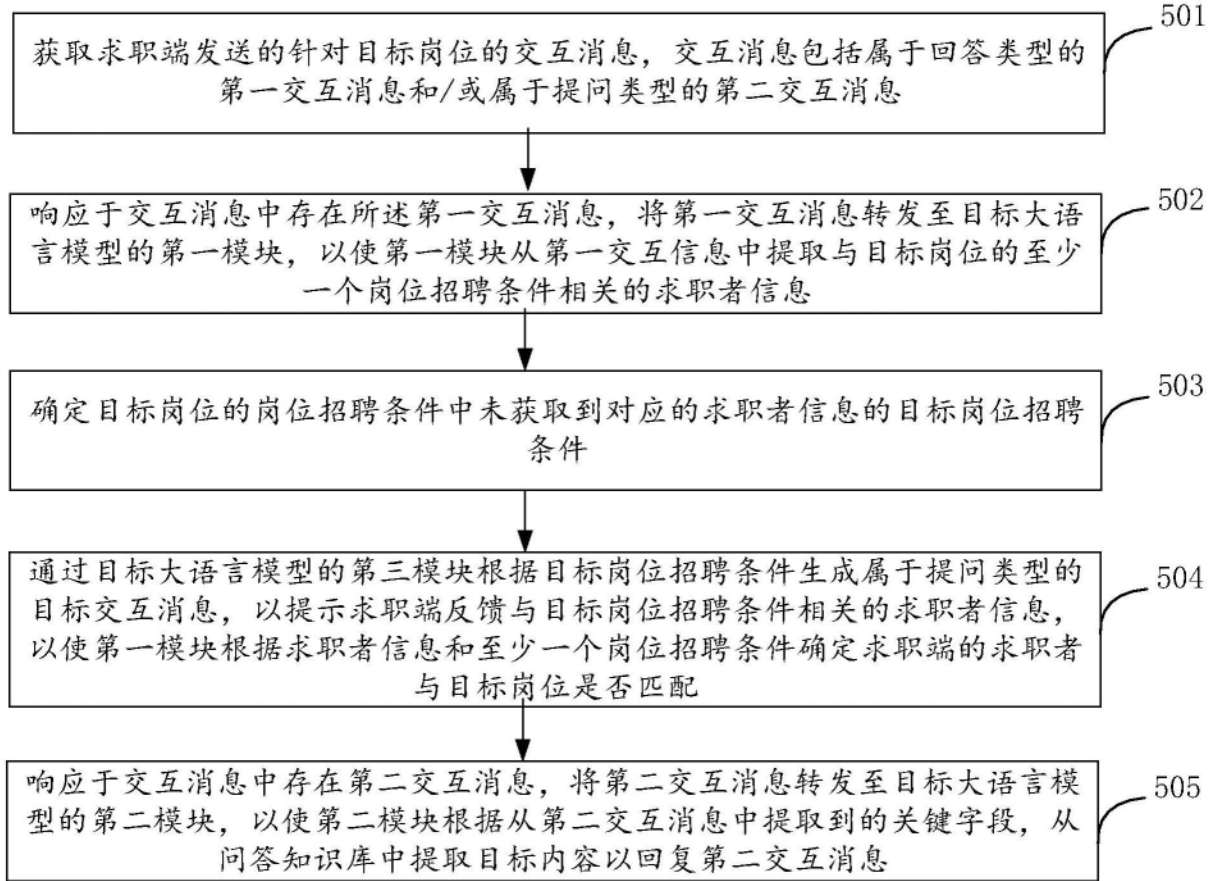 获取求职端发送的针对目标岗位的交互消息，交互消息包括属于回答类型的
第一交互消息和/或属于提问类型的第二交互消息
501
响应于交互消息中存在所述第一交互消息，将第一交互消息转发至目标大语
言模型的第一模块，以使第一模块从第一交互信息中提取与目标岗位的至少
一个岗位招聘条件相关的求职者信息
502
确定目标岗位的岗位招聘条件中未获取到对应的求职者信息的目标岗位招聘
条件
503
通过目标大语言模型的第三模块根据目标岗位招聘条件生成属于提问类型的
目标交互消息，以提示求职端反馈与目标岗位招聘条件相关的求职者信息，
以使第一模块根据求职者信息和至少一个岗位招聘条件确定求职端的求职者
与目标岗位是否匹配
504
响应于交互消息中存在第二交互消息，将第二交互消息转发至目标大语言模
型的第二模块，以使第二模块根据从第二交互消息中提取到的关键字段，从
问答知识库中提取目标内容以回复第二交互消息
505